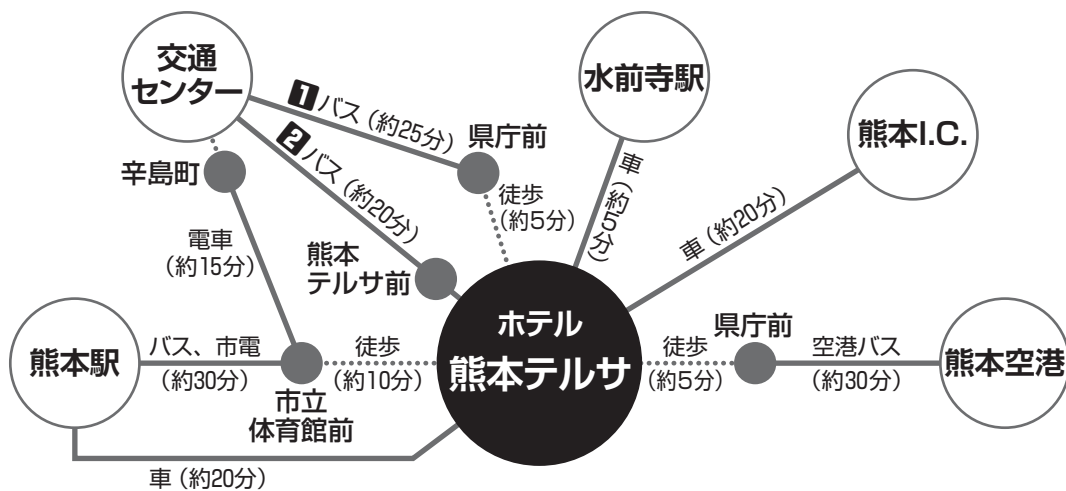 交通
センター
1 バス (約25分)
2 バス (約20分)
県庁前
徒歩
(約5分)
水前寺駅
車 (約5分)
熊本I.C.
車 (約20分)
辛島町
電車
(約15分)
熊本
テルサ前
ホテル
熊本テルサ
熊本駅
バス、市電
(約30分)
市立
体育館前
徒歩
(約10分)
車 (約20分)
徒歩
(約5分)
県庁前
空港バス
(約30分)
熊本空港